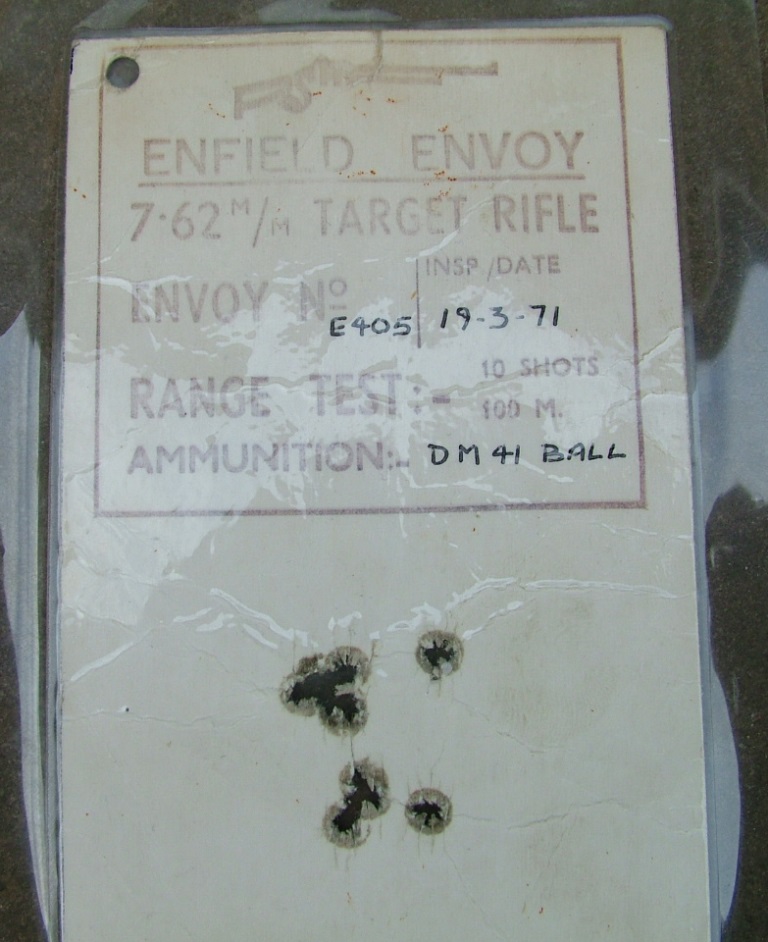 ENFIELD ENVOY
7·62 M/M TARGET RIFLE
INSP/DATE
ENVOY Nº E405 19-3-71
10 SHOTS
RANGE TEST:- 100 M.
AMMUNITION:- DM 41 BALL